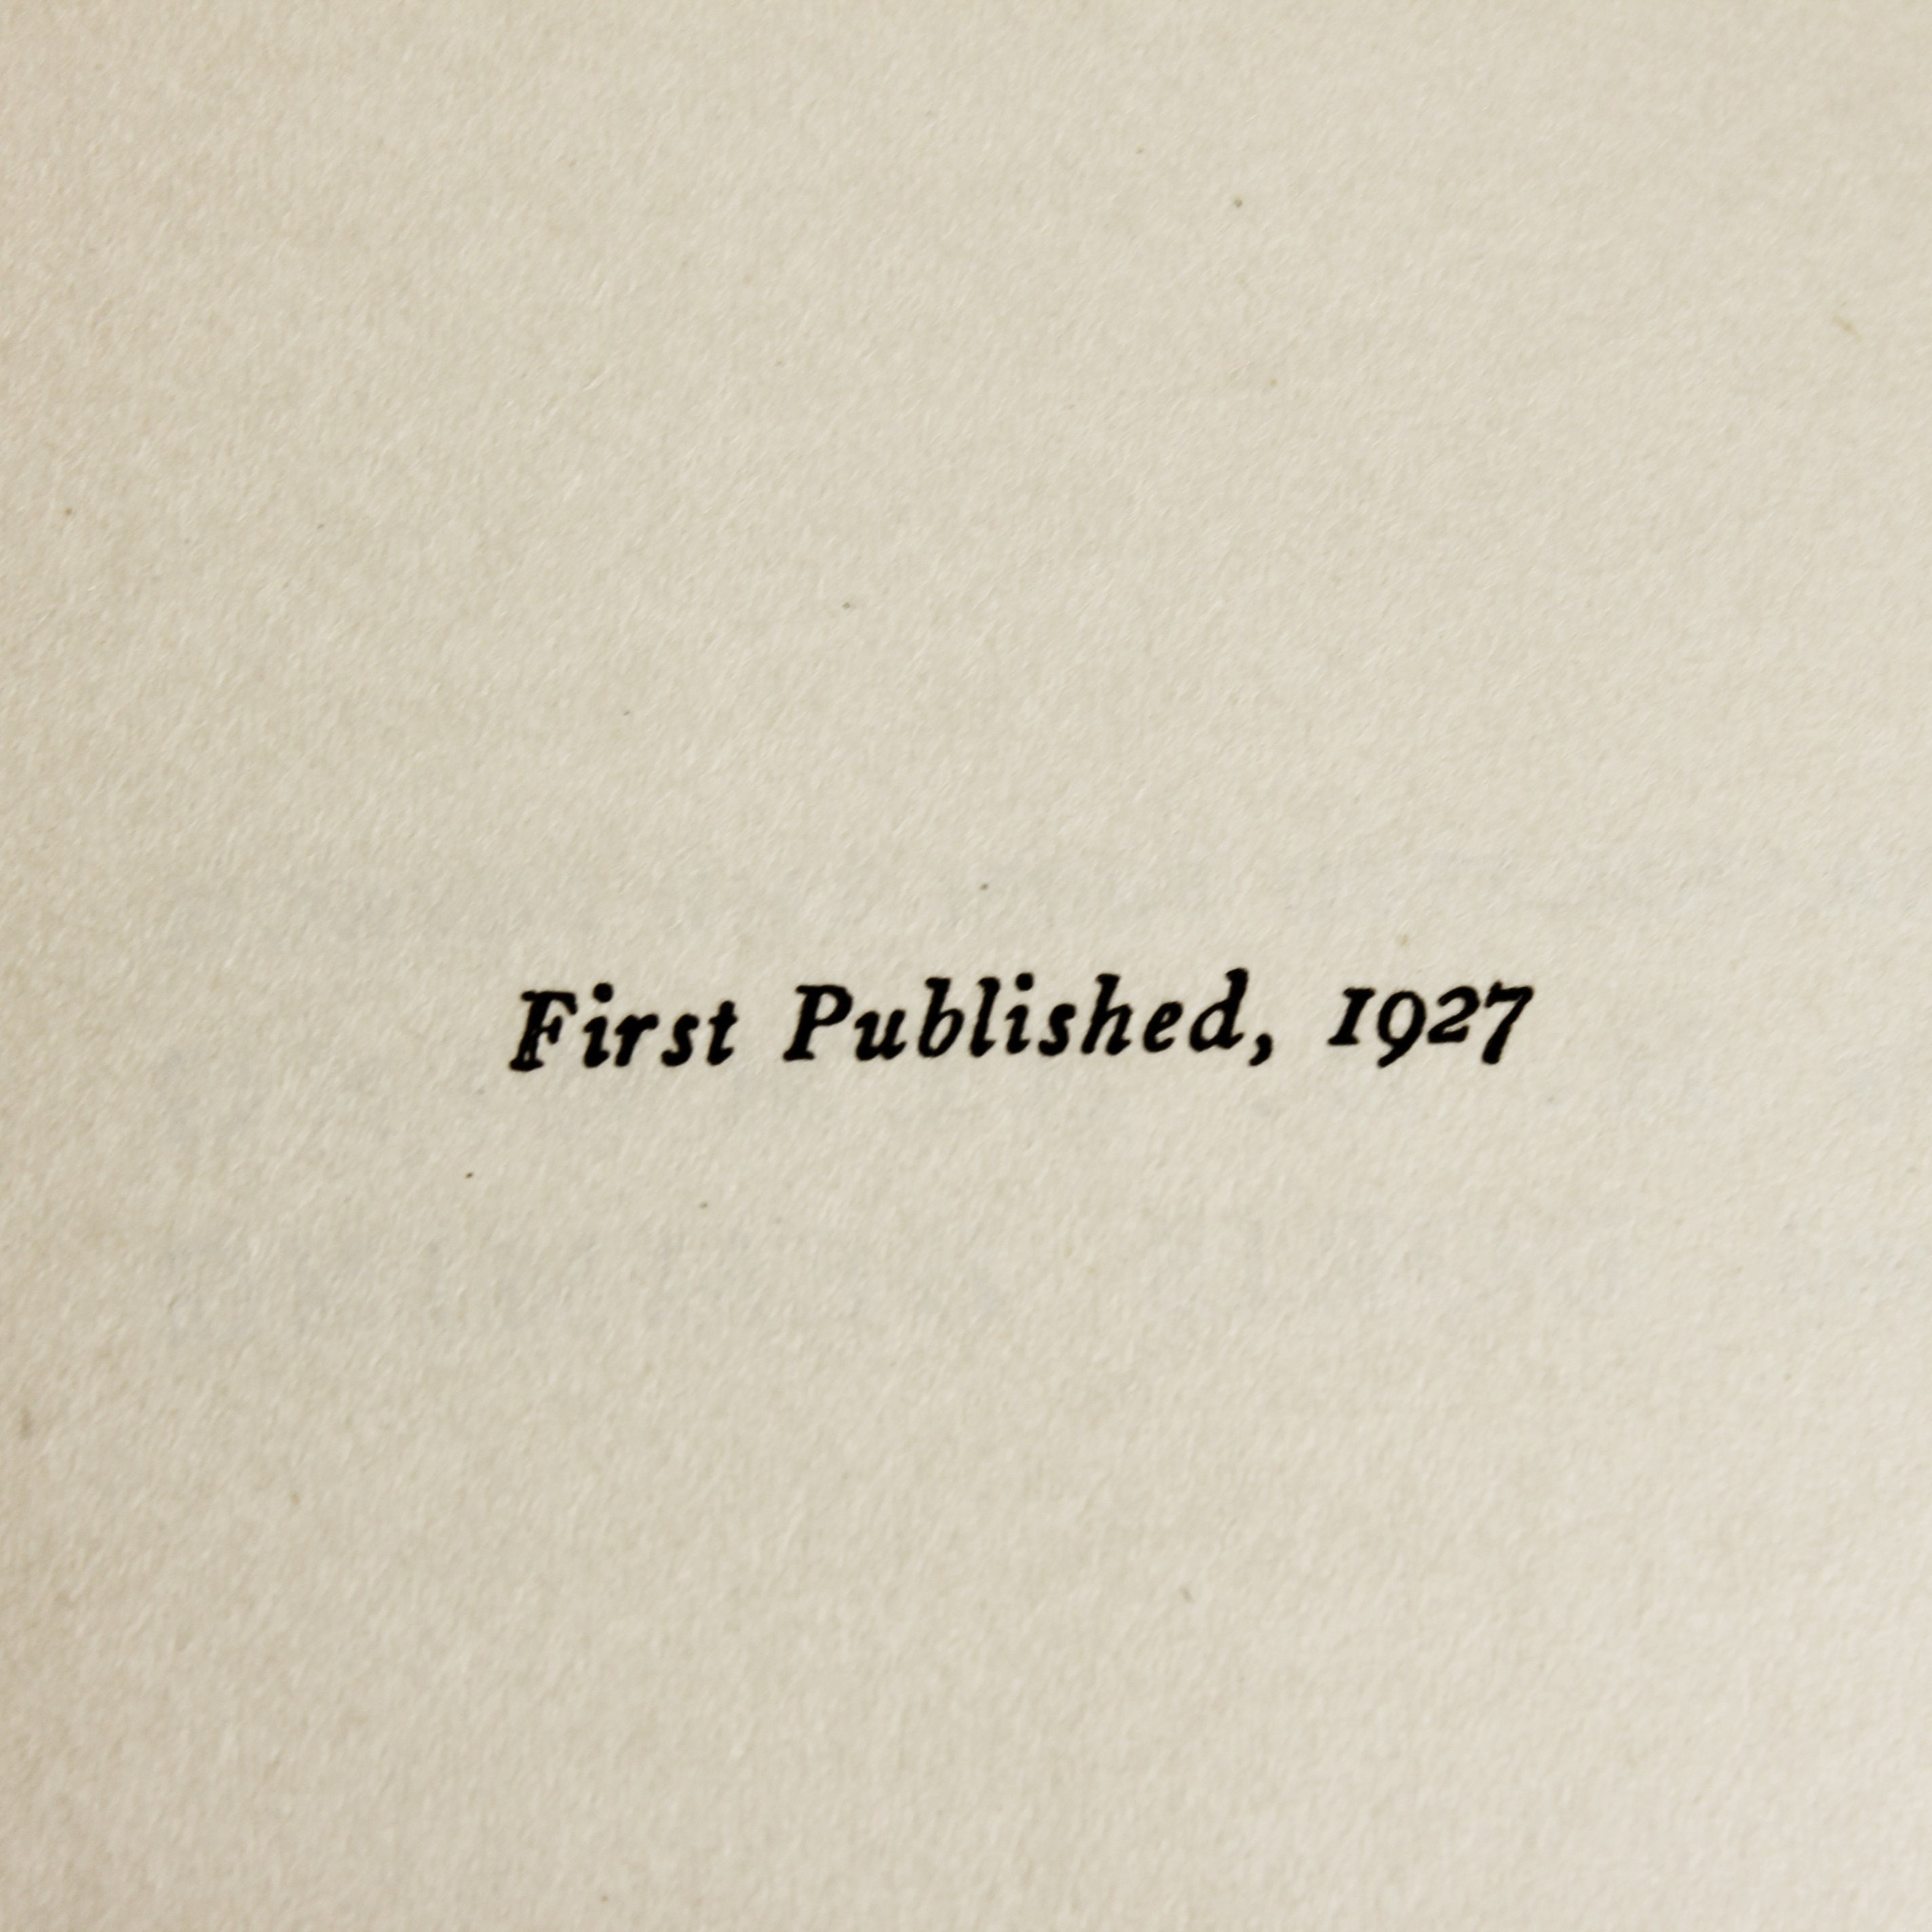 First Published, 1927